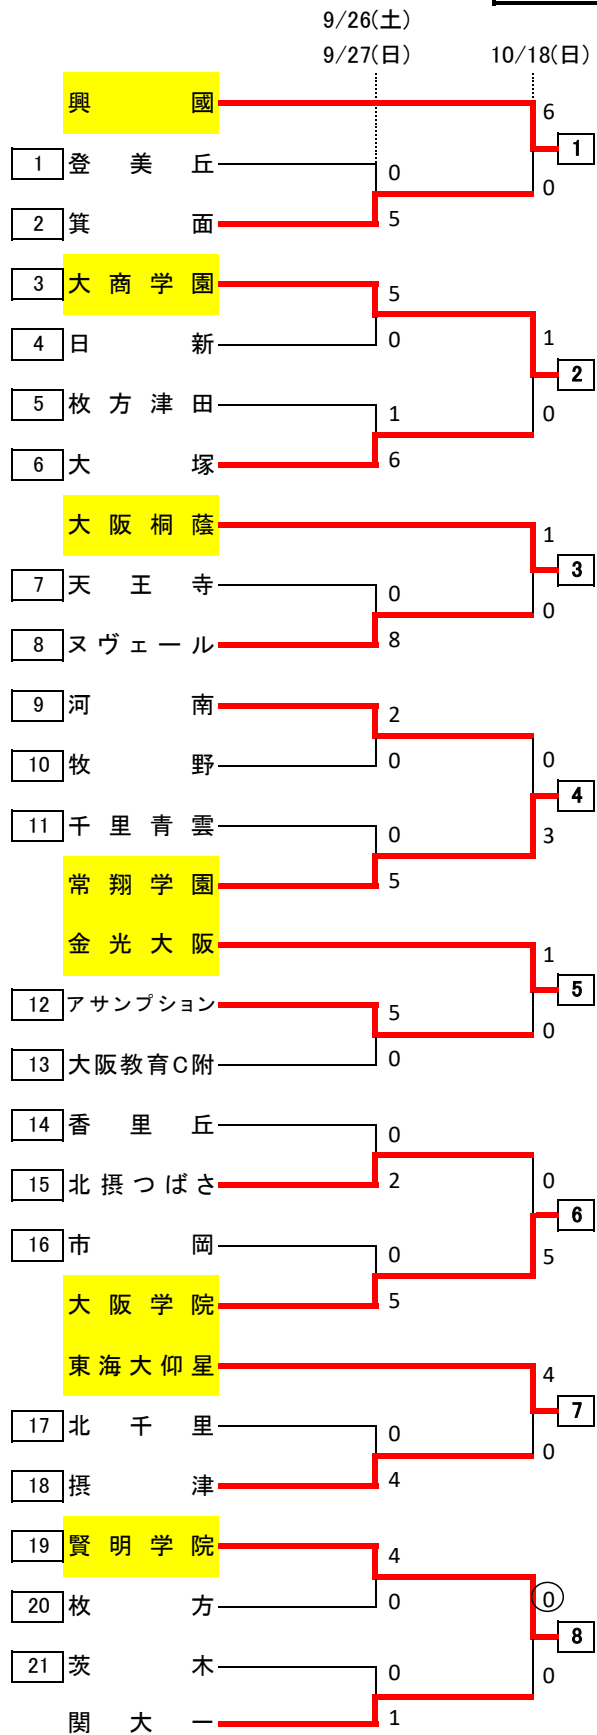 9/26(土)
9/27(日) 10/18(日)
興國
6
1
1 登美丘
0
0
2 箕面
5
3 大商学園
5
4 日新
0
1
2
5 枚方津田
1
0
6 大塚
6
大阪桐蔭
1
3
7 天王寺
0
0
8 ヌヴェール
8
9 河南
2
10 牧野
0
0
4
11 千里青雲
0
3
常翔学園
5
金光大阪
1
5
12 アサンプション
5
0
13 大阪教育C附
0
14 香里丘
0
15 北摂つばさ
2
0
6
16 市岡
0
5
大阪学院
5
東海大仰星
4
7
17 北千里
0
0
18 摂津
4
19 賢明学院
4
20 枚方
0
0
8
21 茨木
0
0
関大一
1